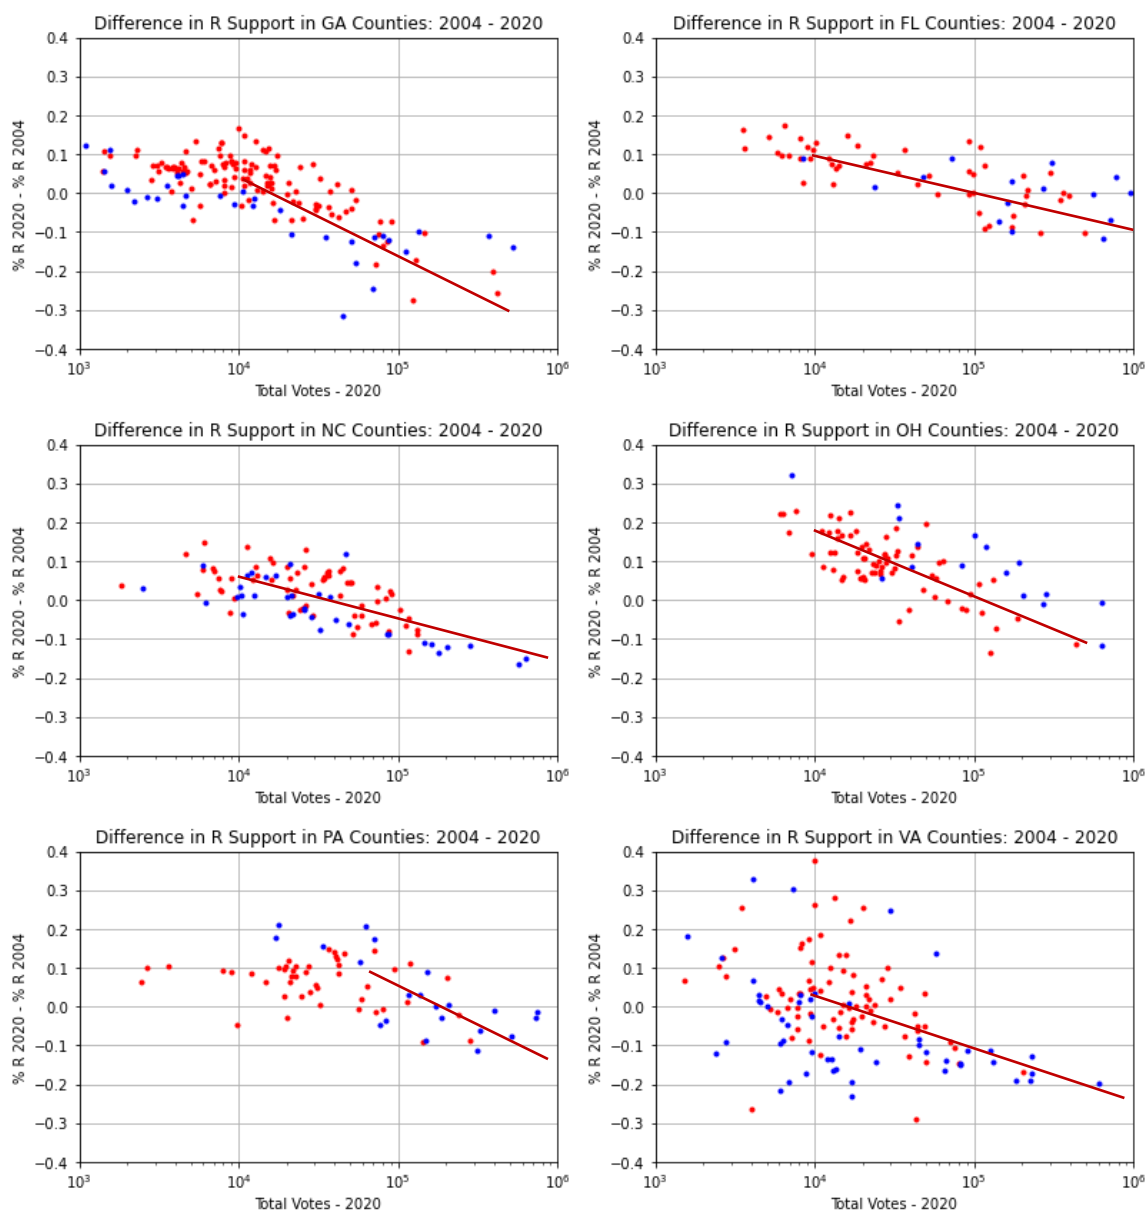 Difference in R Support in GA Counties: 2004 - 2020
% R 2020 - % R 2004
0.4
0.3
0.2
0.1
0.0
−0.1
−0.2
−0.3
−0.4
10³ 10⁴ 10⁵ 10⁶
Total Votes - 2020
Difference in R Support in FL Counties: 2004 - 2020
% R 2020 - % R 2004
0.4
0.3
0.2
0.1
0.0
−0.1
−0.2
−0.3
−0.4
10³ 10⁴ 10⁵ 10⁶
Total Votes - 2020
Difference in R Support in NC Counties: 2004 - 2020
% R 2020 - % R 2004
0.4
0.3
0.2
0.1
0.0
−0.1
−0.2
−0.3
−0.4
10³ 10⁴ 10⁵ 10⁶
Total Votes - 2020
Difference in R Support in OH Counties: 2004 - 2020
% R 2020 - % R 2004
0.4
0.3
0.2
0.1
0.0
−0.1
−0.2
−0.3
−0.4
10³ 10⁴ 10⁵ 10⁶
Total Votes - 2020
Difference in R Support in PA Counties: 2004 - 2020
% R 2020 - % R 2004
0.4
0.3
0.2
0.1
0.0
−0.1
−0.2
−0.3
−0.4
10³ 10⁴ 10⁵ 10⁶
Total Votes - 2020
Difference in R Support in VA Counties: 2004 - 2020
% R 2020 - % R 2004
0.4
0.3
0.2
0.1
0.0
−0.1
−0.2
−0.3
−0.4
10³ 10⁴ 10⁵ 10⁶
Total Votes - 2020